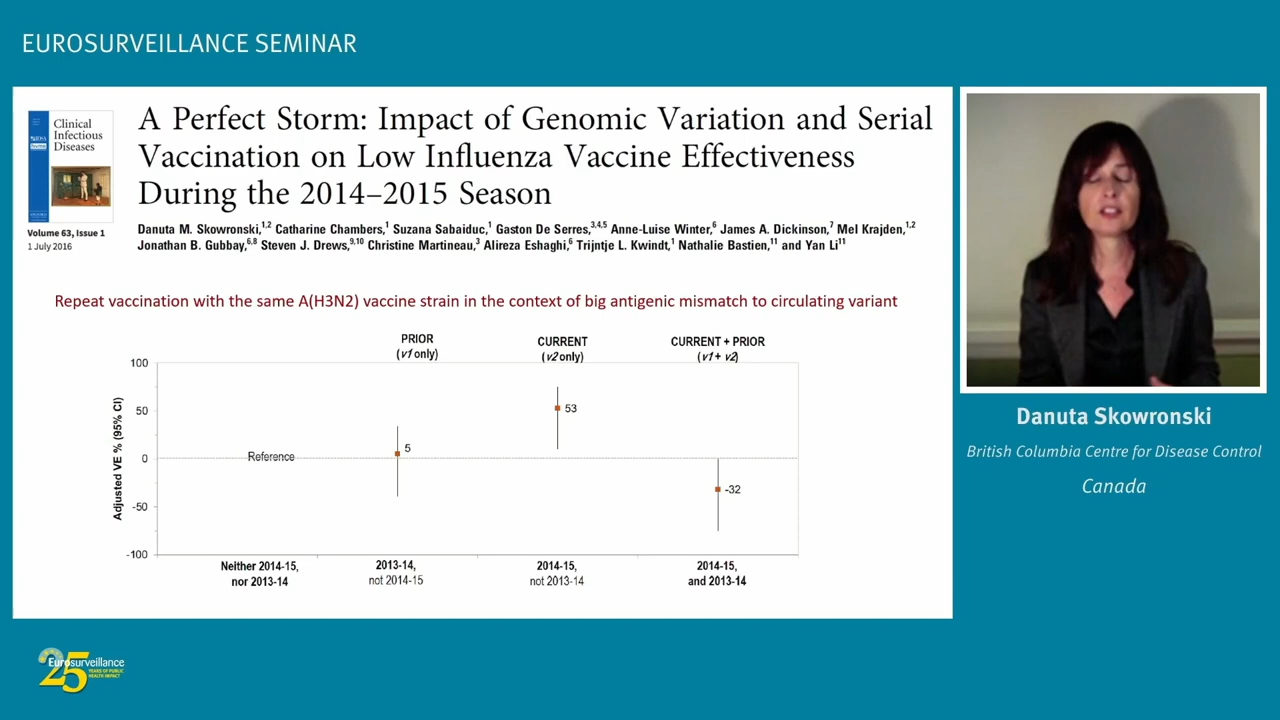 EUROSURVEILLANCE SEMINAR
Clinical
Infectious
Diseases
Volume 63, Issue 1
1 July 2016
A Perfect Storm: Impact of Genomic Variation and Serial
Vaccination on Low Influenza Vaccine Effectiveness
During the 2014–2015 Season
Danuta M. Skowronski,1,2 Catharine Chambers,1 Suzana Sabaiduc,1 Gaston De Serres,3,4,5 Anne-Luise Winter,6 James A. Dickinson,7 Mel Krajden,1,2
Jonathan B. Gubbay,6,8 Steven J. Drews,9,10 Christine Martineau,3 Alireza Eshaghi,6 Trijntje L. Kwindt,1 Nathalie Bastien,11 and Yan Li11
Repeat vaccination with the same A(H3N2) vaccine strain in the context of big antigenic mismatch to circulating variant
PRIOR
(v1 only)
CURRENT
(v2 only)
CURRENT + PRIOR
(v1 + v2)
Adjusted VE % (95% CI)
100
50
0
-50
-100
Reference
5
53
-32
Neither 2014-15,
nor 2013-14
2013-14,
not 2014-15
2014-15,
not 2013-14
2014-15,
and 2013-14
Danuta Skowronski
British Columbia Centre for Disease Control
Canada
25
Eurosurveillance
YEARS OF PUBLIC
HEALTH IMPACT